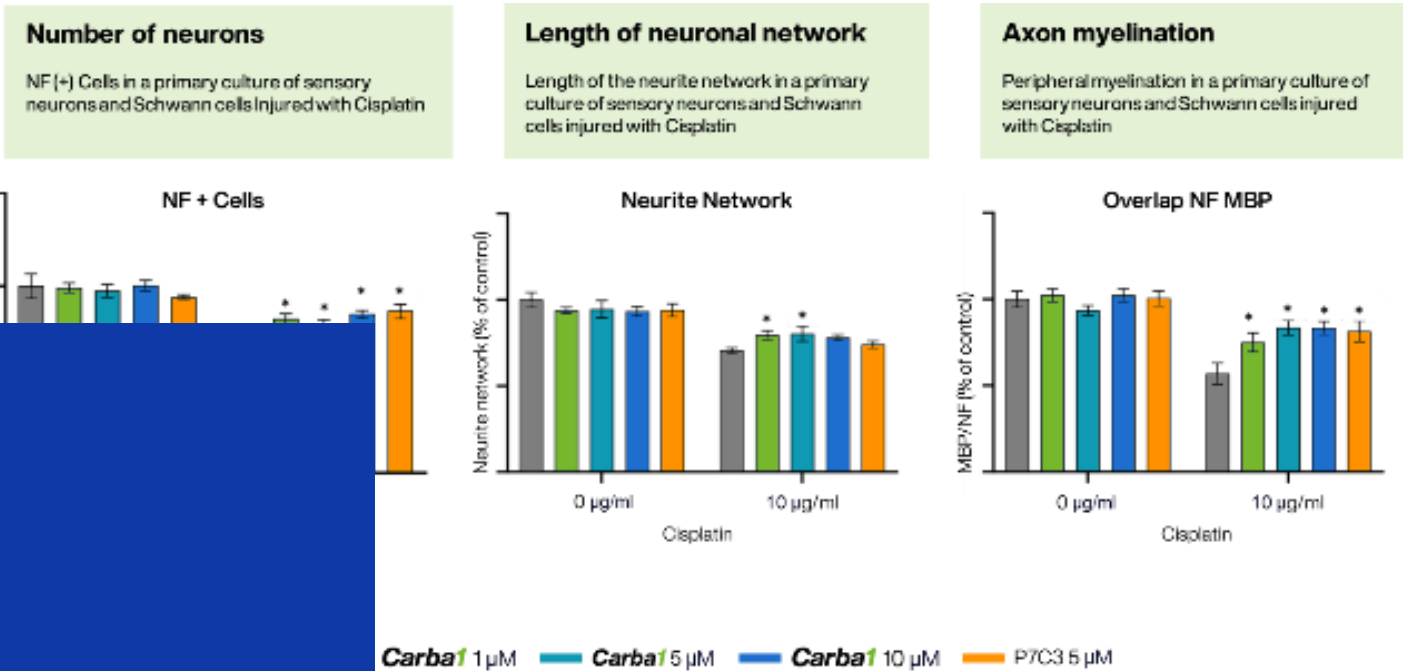 Number of neurons
NF (+) Cells in a primary culture of sensory
neurons and Schwann cells Injured with Cisplatin
Length of neuronal network
Length of the neurite network in a primary
culture of sensory neurons and Schwann
cells injured with Cisplatin
Axon myelination
Peripheral myelination in a primary culture of
sensory neurons and Schwann cells injured
with Cisplatin
NF + Cells
* * * *
Neurite Network
Neurite network (% of control)
* *
0 µg/ml 10 µg/ml
Cisplatin
Overlap NF MBP
MBP/NF (% of control)
* * * *
0 µg/ml 10 µg/ml
Cisplatin
Carba1 1 µM Carba1 5 µM Carba1 10 µM P7C3 5 µM